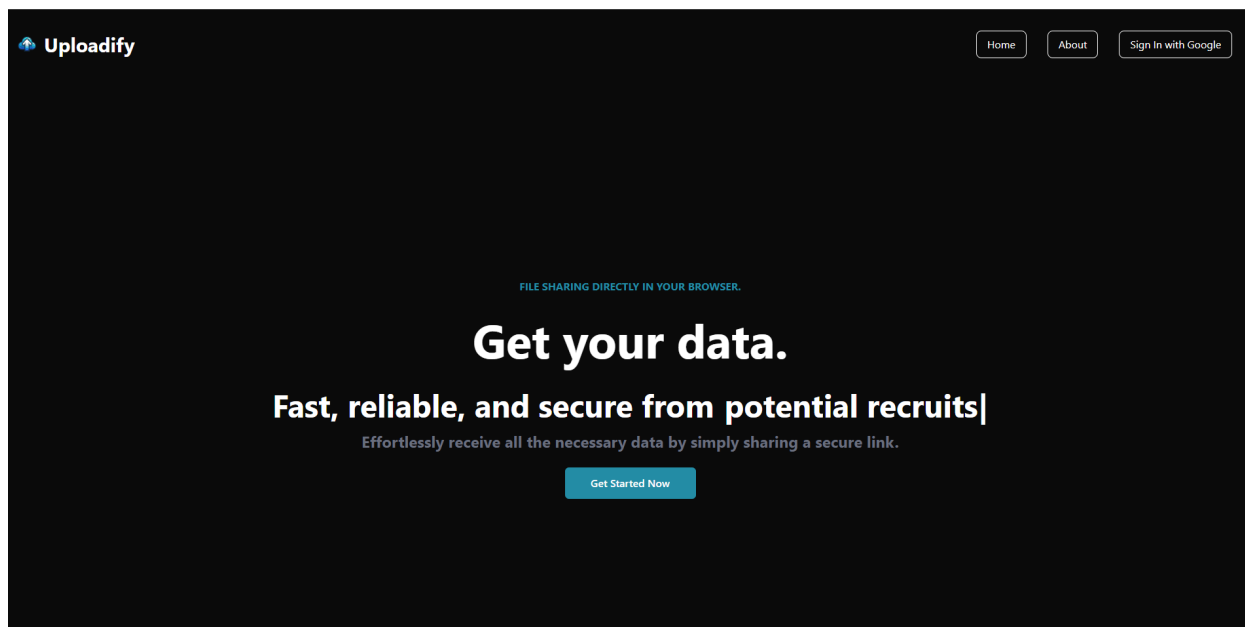 Uploadify
Home
About
Sign In with Google
FILE SHARING DIRECTLY IN YOUR BROWSER.
Get your data.
Fast, reliable, and secure from potential recruits|
Effortlessly receive all the necessary data by simply sharing a secure link.
Get Started Now